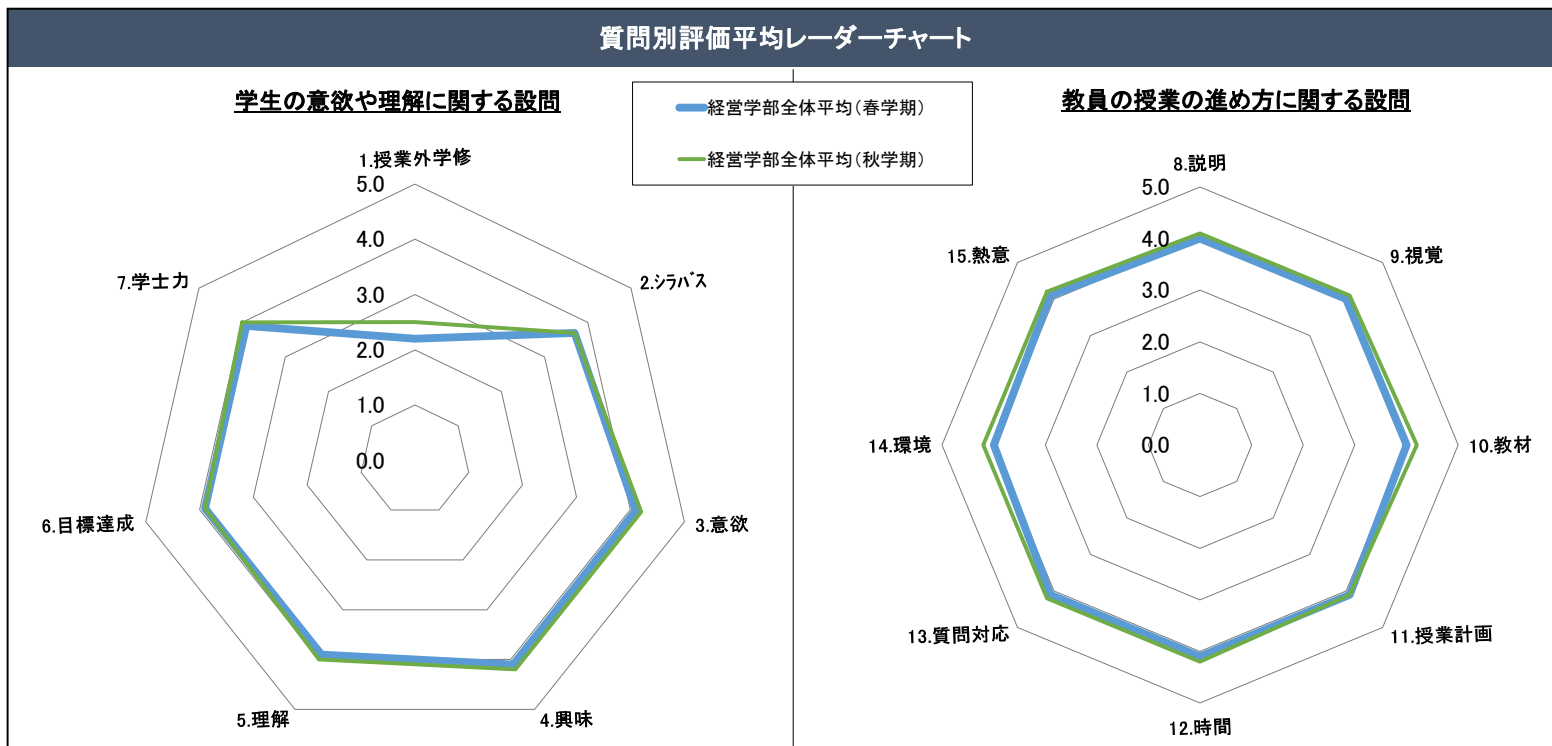 質問別評価平均レーダーチャート
学生の意欲や理解に関する設問
経営学部全体平均(春学期)
経営学部全体平均(秋学期)
教員の授業の進め方に関する設問
1.授業外学修
2.シラバス
3.意欲
4.興味
5.理解
6.目標達成
7.学士力
5.0
4.0
3.0
2.0
1.0
0.0
8.説明
9.視覚
10.教材
11.授業計画
12.時間
13.質問対応
14.環境
15.熱意
5.0
4.0
3.0
2.0
1.0
0.0